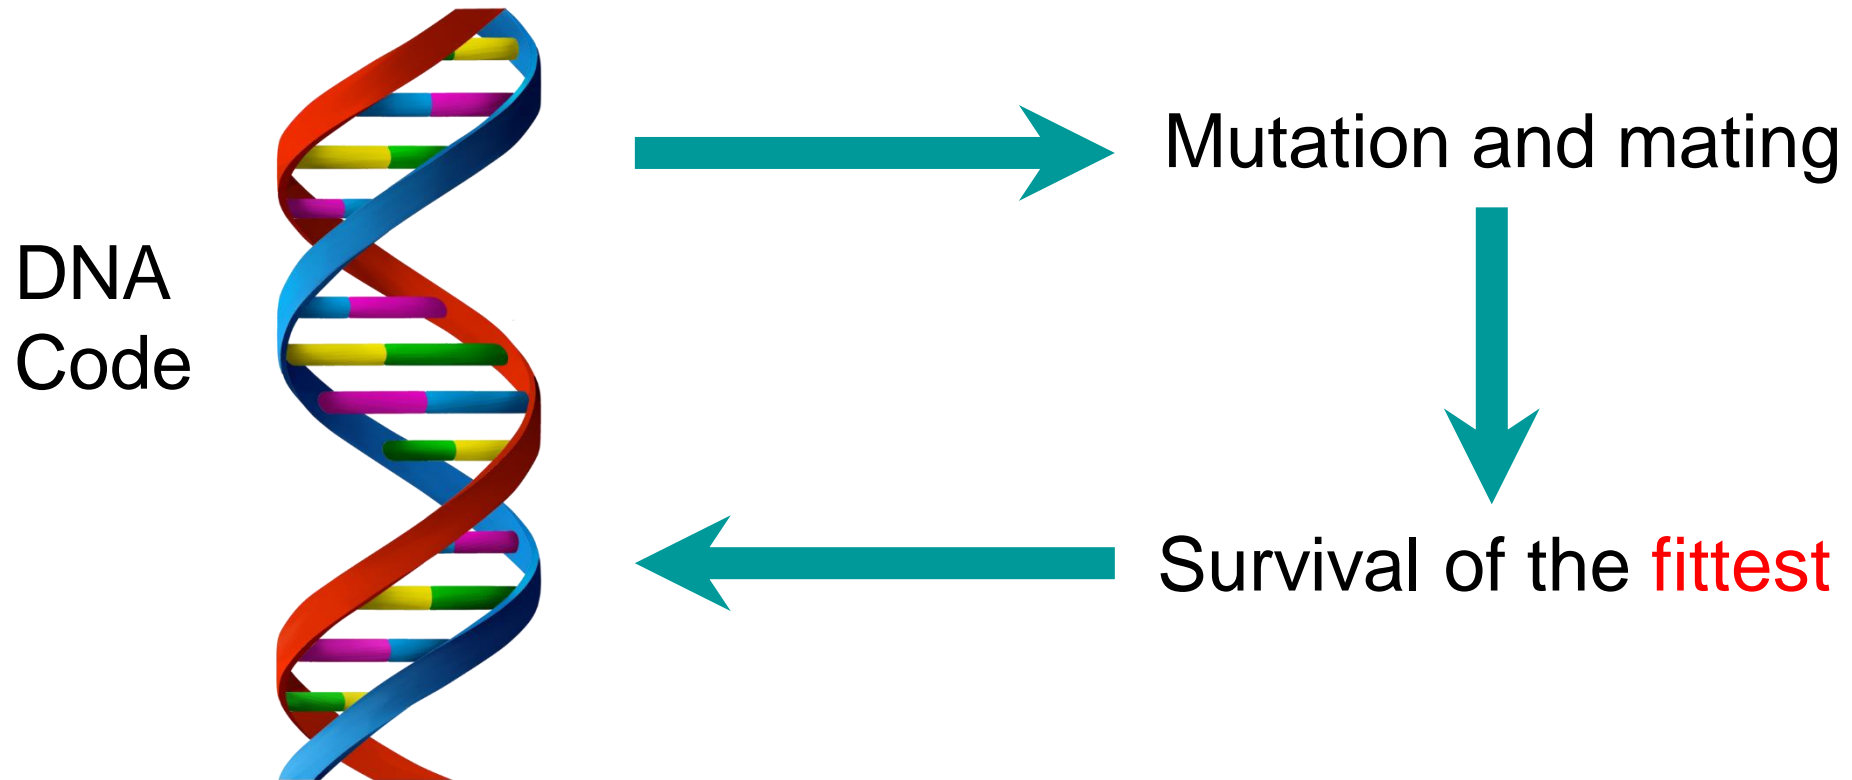 DNA
Code
Mutation and mating
Survival of the fittest